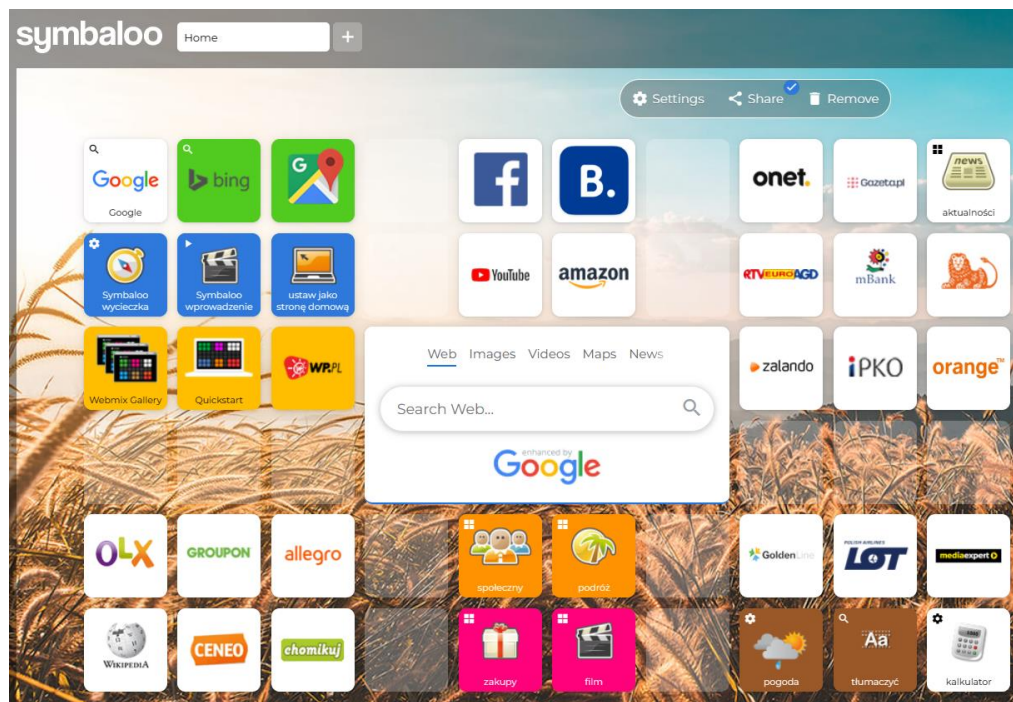 symbaloo
Home
+
Settings
Share
Remove
Google
Google
bing
G
f
B.
onet.
Gazeta.pl
news
aktualności
Symbaloo
wycieczka
Symbaloo
wprowadzenie
ustaw jako
stronę domową
YouTube
amazon
RTV EURO AGD
mBank
Webmix Gallery
Quickstart
WP.PL
Web
Images
Videos
Maps
News
Search Web...
enhanced by
Google
zalando
iPKO
orange™
OLX
GROUPON
allegro
społeczny
podróż
GoldenLine
POLISH AIRLINES
LOT
mediaexpert
WIKIPEDIA
CENEO
chomikuj
zakupy
film
pogoda
Aa
tłumaczyć
kalkulator